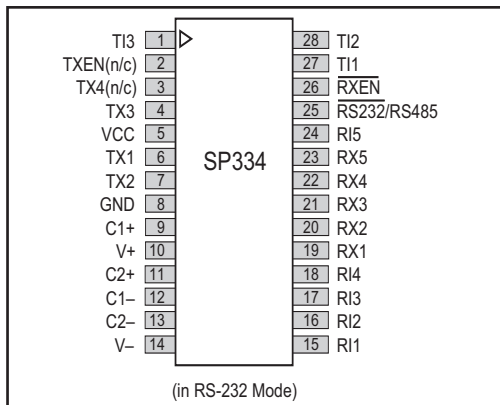 TI3 1 28 TI2
TXEN(n/c) 2 27 TI1
TX4(n/c) 3 26 RXEN
TX3 4 25 RS232/RS485
VCC 5 24 RI5
TX1 6 SP334 23 RX5
TX2 7 22 RX4
GND 8 21 RX3
C1+ 9 20 RX2
V+ 10 19 RX1
C2+ 11 18 RI4
C1– 12 17 RI3
C2– 13 16 RI2
V– 14 15 RI1
(in RS-232 Mode)